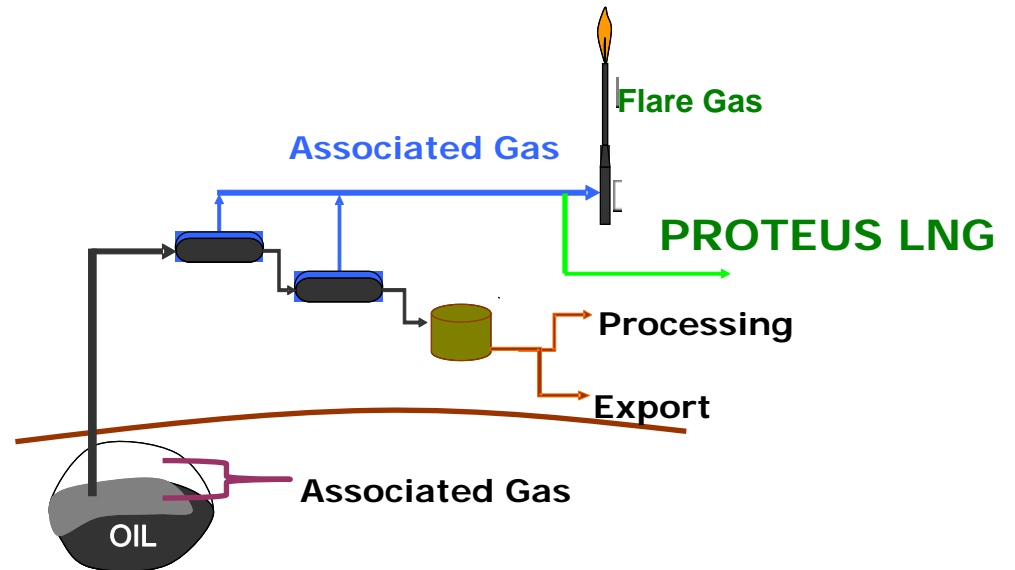 Flare Gas
Associated Gas
PROTEUS LNG
Processing
Export
Associated Gas
OIL